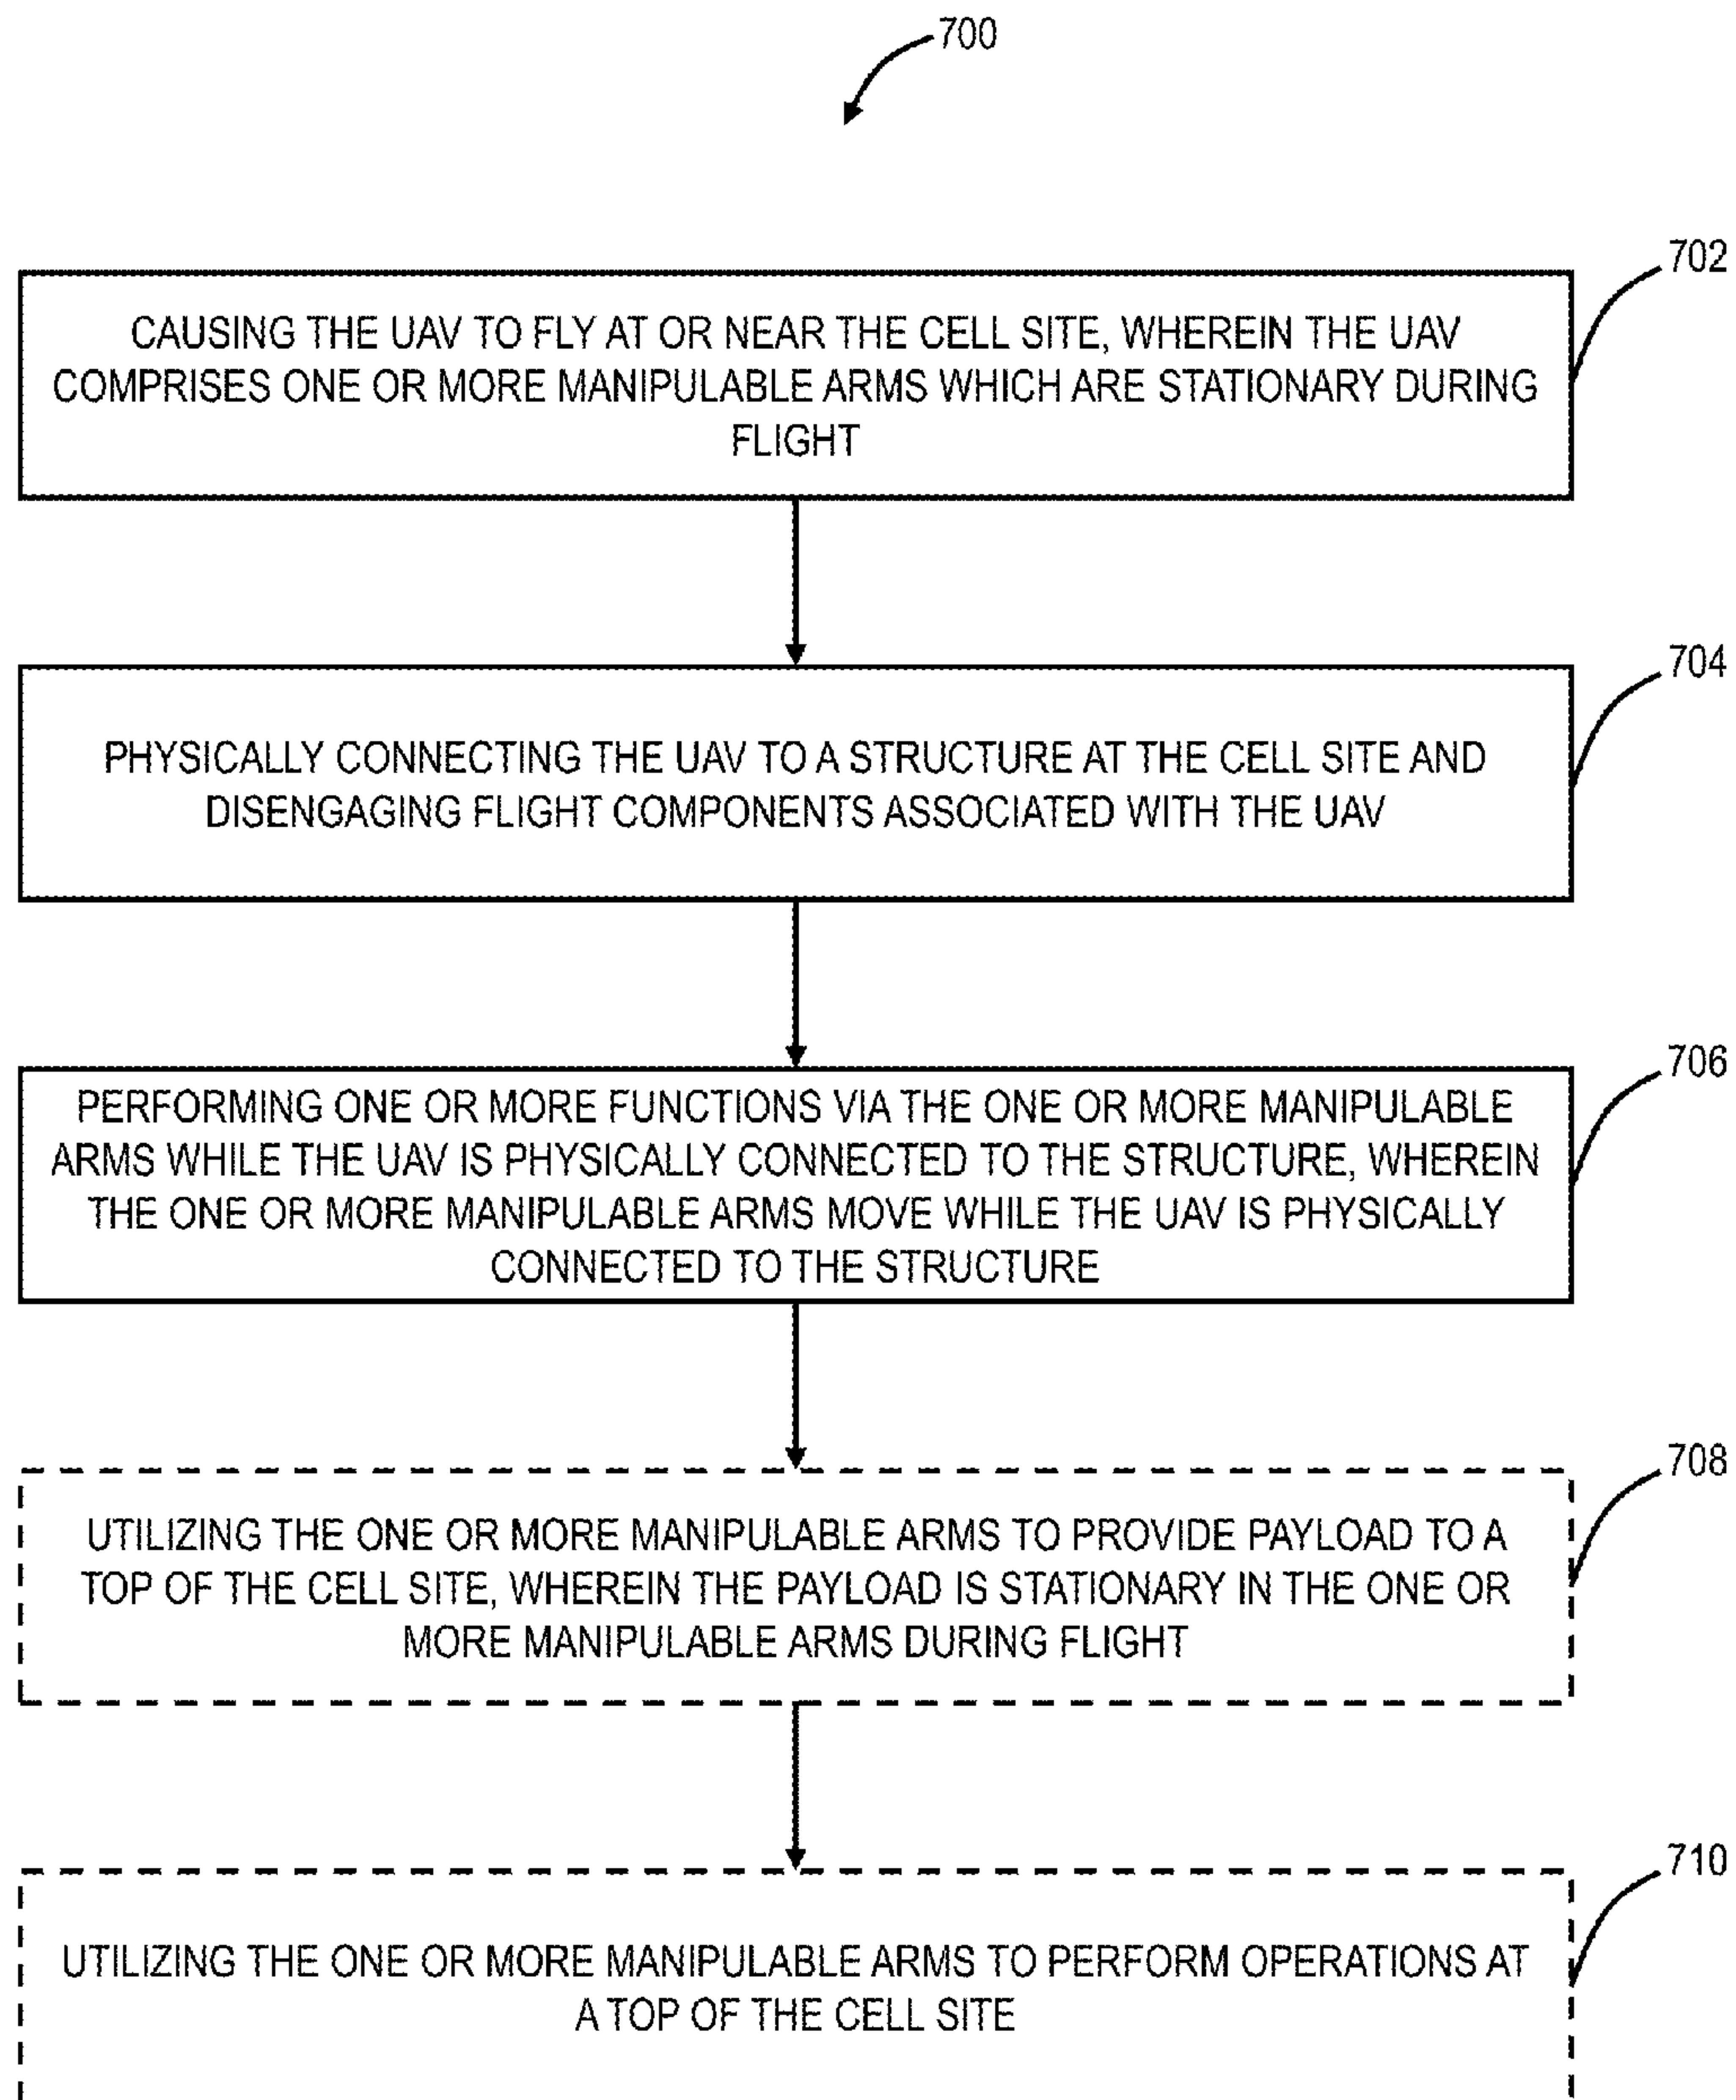 700
702
CAUSING THE UAV TO FLY AT OR NEAR THE CELL SITE, WHEREIN THE UAV
COMPRISES ONE OR MORE MANIPULABLE ARMS WHICH ARE STATIONARY DURING
FLIGHT
704
PHYSICALLY CONNECTING THE UAV TO A STRUCTURE AT THE CELL SITE AND
DISENGAGING FLIGHT COMPONENTS ASSOCIATED WITH THE UAV
706
PERFORMING ONE OR MORE FUNCTIONS VIA THE ONE OR MORE MANIPULABLE
ARMS WHILE THE UAV IS PHYSICALLY CONNECTED TO THE STRUCTURE, WHEREIN
THE ONE OR MORE MANIPULABLE ARMS MOVE WHILE THE UAV IS PHYSICALLY
CONNECTED TO THE STRUCTURE
708
UTILIZING THE ONE OR MORE MANIPULABLE ARMS TO PROVIDE PAYLOAD TO A
TOP OF THE CELL SITE, WHEREIN THE PAYLOAD IS STATIONARY IN THE ONE OR
MORE MANIPULABLE ARMS DURING FLIGHT
710
UTILIZING THE ONE OR MORE MANIPULABLE ARMS TO PERFORM OPERATIONS AT
A TOP OF THE CELL SITE